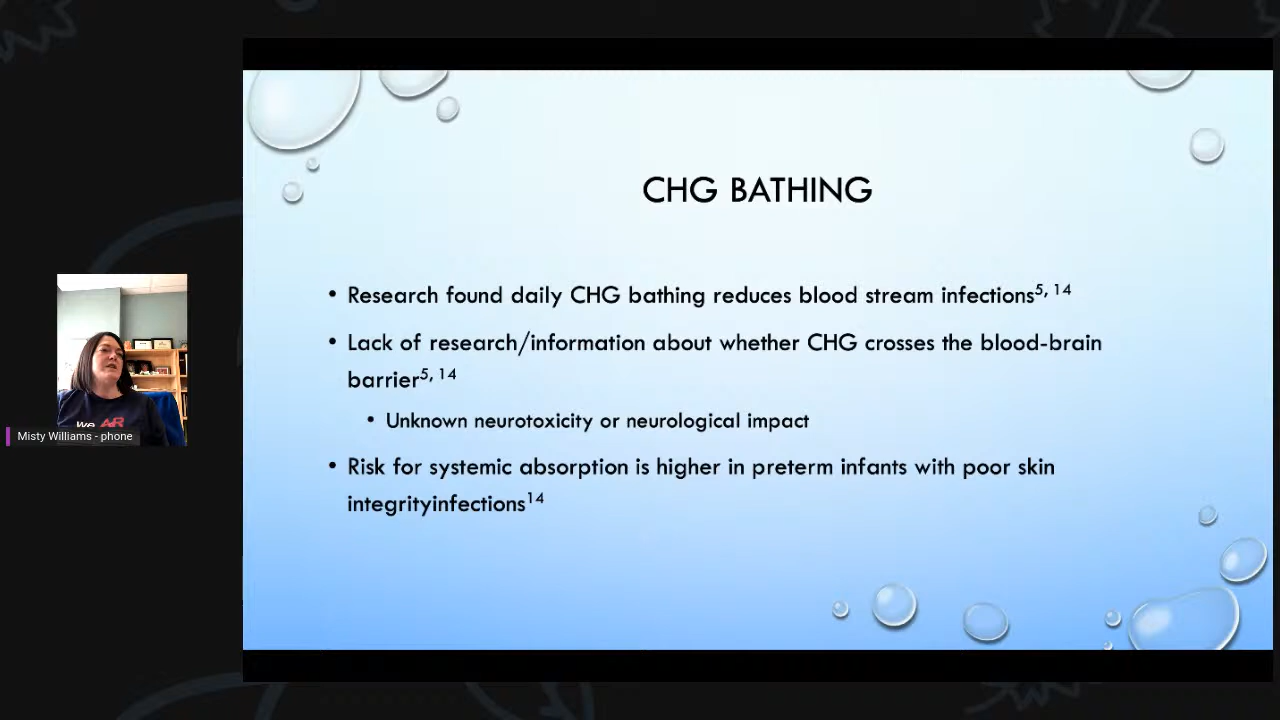 CHG BATHING
• Research found daily CHG bathing reduces blood stream infections5, 14
• Lack of research/information about whether CHG crosses the blood-brain
barrier5, 14
• Unknown neurotoxicity or neurological impact
• Risk for systemic absorption is higher in preterm infants with poor skin
integrityinfections14
we AR
Misty Williams - phone